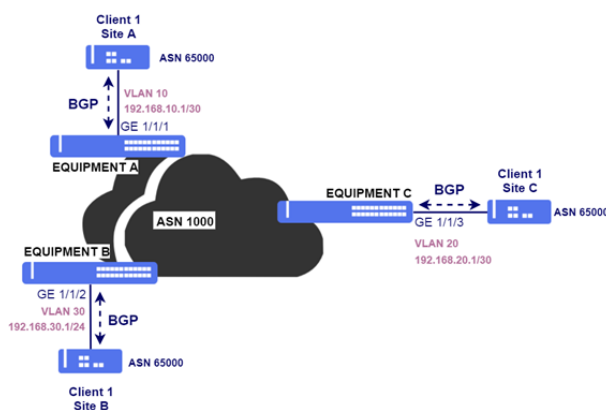 Client 1
Site A
ASN 65000
BGP
VLAN 10
192.168.10.1/30
GE 1/1/1
EQUIPMENT A
ASN 1000
EQUIPMENT C
Client 1
Site C
BGP
ASN 65000
GE 1/1/3
VLAN 20
192.168.20.1/30
EQUIPMENT B
GE 1/1/2
VLAN 30
192.168.30.1/24
BGP
ASN 65000
Client 1
Site B